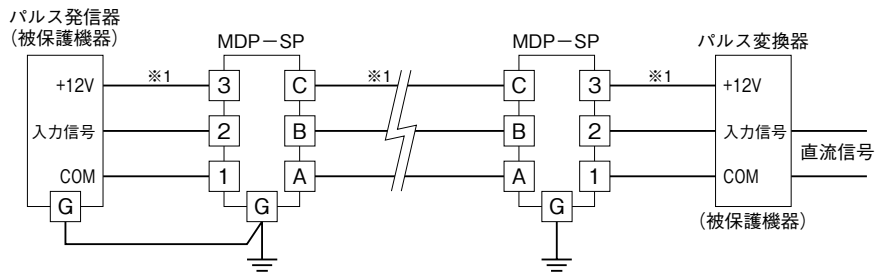 パルス発信器
(被保護機器)
MDP－SP
MDP－SP
パルス変換器
+12V
※1
3
C
※1
C
3
※1
+12V
入力信号
2
B
B
2
入力信号
直流信号
COM
1
A
A
1
COM
G
G
G
(被保護機器)